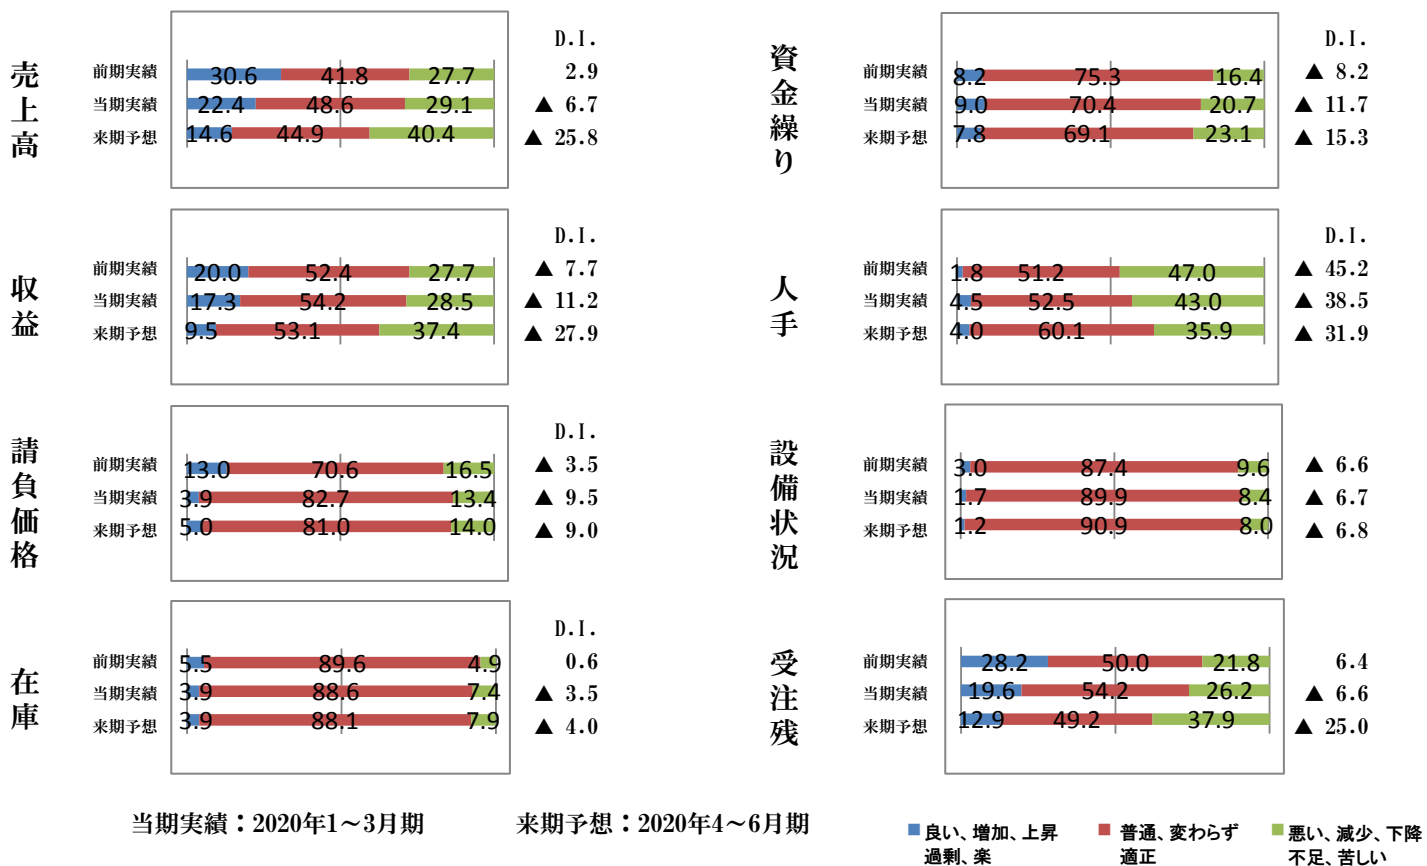 売上高
D.I.
前期実績 30.6 41.8 27.7 2.9
当期実績 22.4 48.6 29.1 ▲ 6.7
来期予想 14.6 44.9 40.4 ▲ 25.8
資金繰り
D.I.
前期実績 8.2 75.3 16.4 ▲ 8.2
当期実績 9.0 70.4 20.7 ▲ 11.7
来期予想 7.8 69.1 23.1 ▲ 15.3
収益
D.I.
前期実績 20.0 52.4 27.7 ▲ 7.7
当期実績 17.3 54.2 28.5 ▲ 11.2
来期予想 9.5 53.1 37.4 ▲ 27.9
人手
D.I.
前期実績 1.8 51.2 47.0 ▲ 45.2
当期実績 4.5 52.5 43.0 ▲ 38.5
来期予想 4.0 60.1 35.9 ▲ 31.9
請負価格
D.I.
前期実績 13.0 70.6 16.5 ▲ 3.5
当期実績 3.9 82.7 13.4 ▲ 9.5
来期予想 5.0 81.0 14.0 ▲ 9.0
設備状況
前期実績 3.0 87.4 9.6 ▲ 6.6
当期実績 1.7 89.9 8.4 ▲ 6.7
来期予想 1.2 90.9 8.0 ▲ 6.8
在庫
D.I.
前期実績 5.5 89.6 4.9 0.6
当期実績 3.9 88.6 7.4 ▲ 3.5
来期予想 3.9 88.1 7.9 ▲ 4.0
受注残
前期実績 28.2 50.0 21.8 6.4
当期実績 19.6 54.2 26.2 ▲ 6.6
来期予想 12.9 49.2 37.9 ▲ 25.0
当期実績：2020年1～3月期 来期予想：2020年4～6月期
良い、増加、上昇 普通、変わらず 悪い、減少、下降
過剰、楽 適正 不足、苦しい